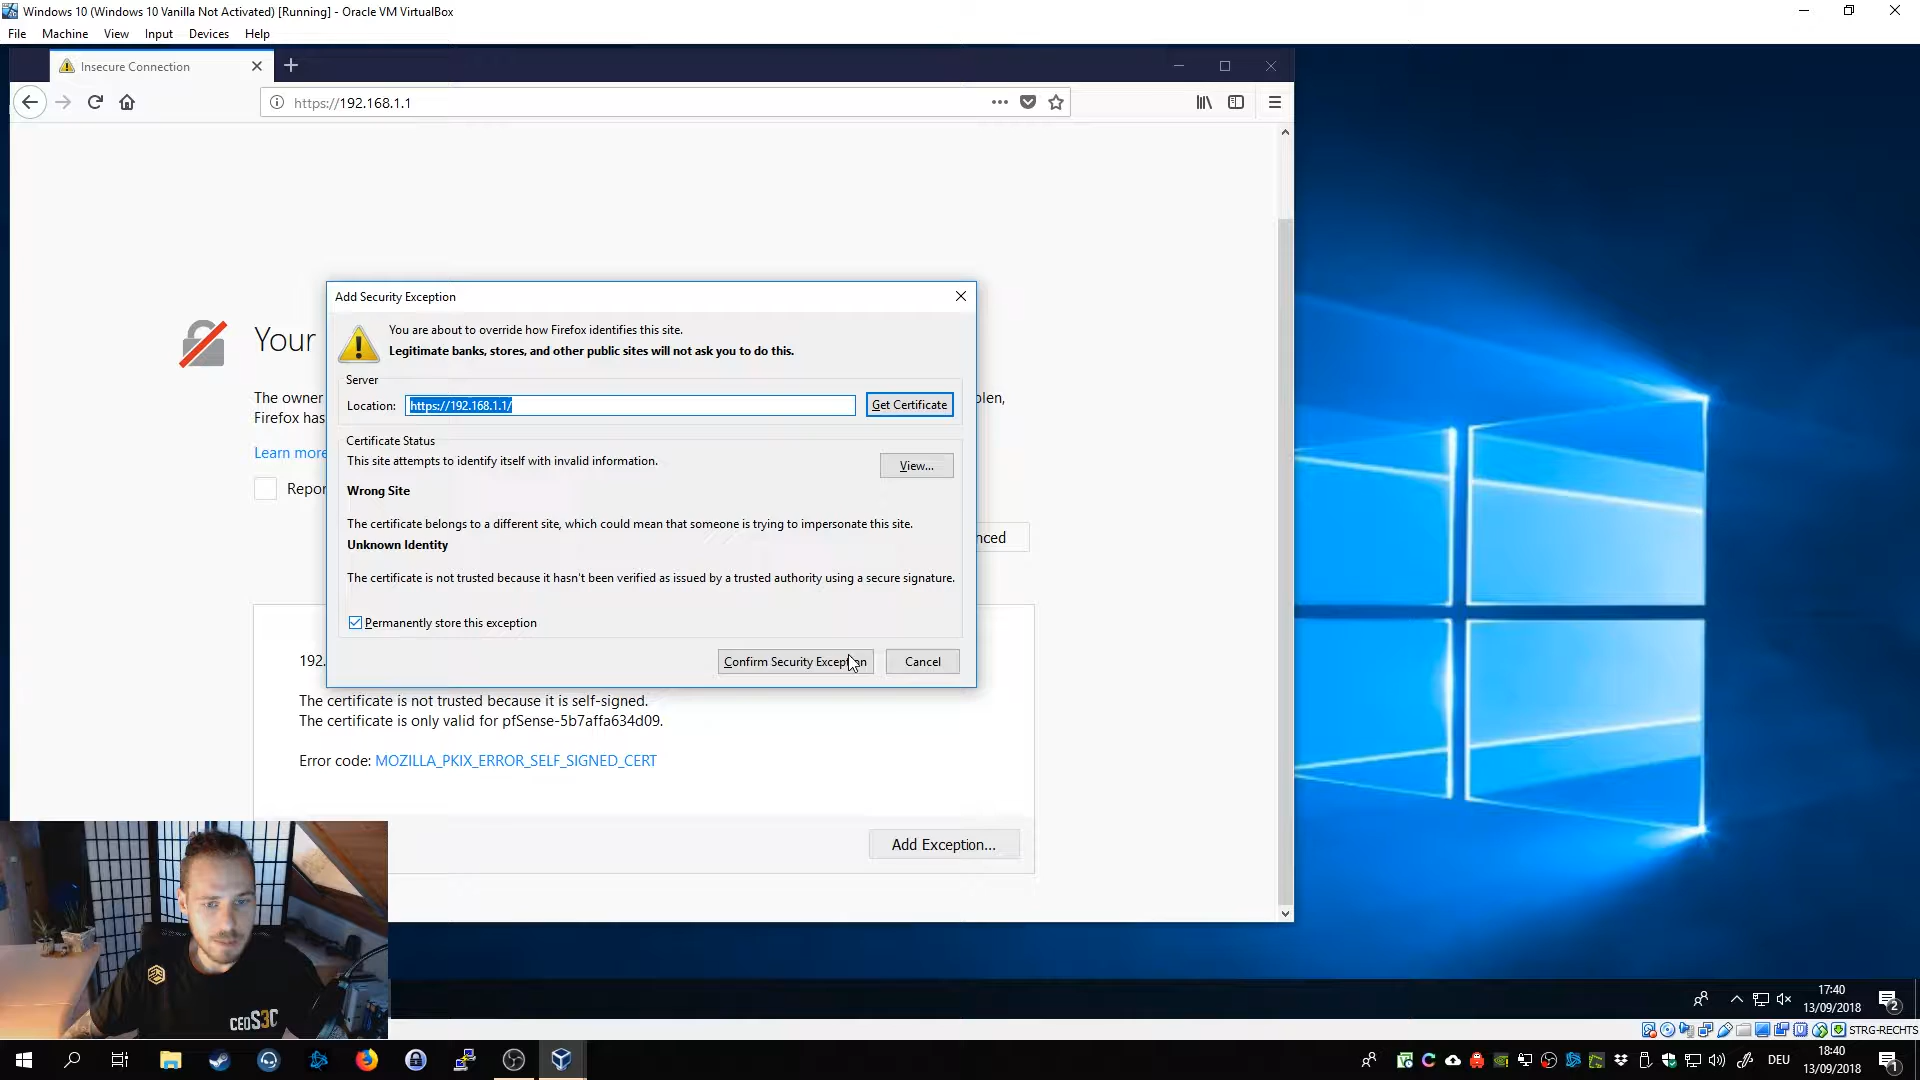 Windows 10 (Windows 10 Vanilla Not Activated) [Running] - Oracle VM VirtualBox
File Machine View Input Devices Help
Insecure Connection
https://192.168.1.1
Add Security Exception
You are about to override how Firefox identifies this site.
Your
Legitimate banks, stores, and other public sites will not ask you to do this.
Server
The owner
olen,
Location: https://192.168.1.1/ Get Certificate
Firefox has
Certificate Status
Learn more
This site attempts to identify itself with invalid information.
View...
Repor
Wrong Site
The certificate belongs to a different site, which could mean that someone is trying to impersonate this site.
nced
Unknown Identity
The certificate is not trusted because it hasn't been verified as issued by a trusted authority using a secure signature.
Permanently store this exception
192.
Confirm Security Exception Cancel
The certificate is not trusted because it is self-signed.
The certificate is only valid for pfSense-5b7affa634d09.
Error code: MOZILLA_PKIX_ERROR_SELF_SIGNED_CERT
Add Exception...
CEOS3C
17:40
13/09/2018
2
STRG-RECHTS
DEU
18:40
13/09/2018
1